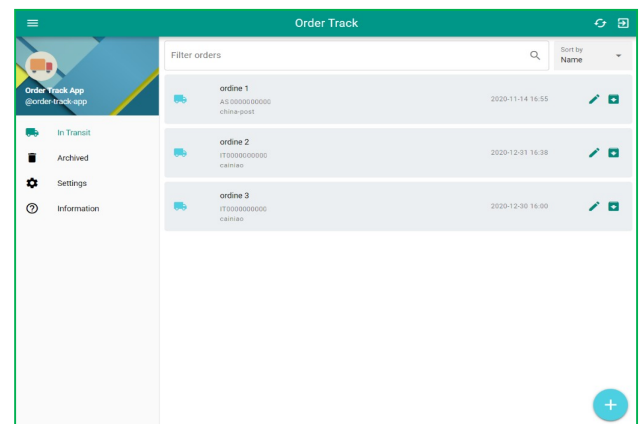 Order Track
Order Track App
@order-track-app
In Transit
Archived
Settings
Information
Filter orders
Sort by
Name
ordine 1
AS0000000000
china-post
2020-11-14 16:55
ordine 2
IT0000000000
cainiao
2020-12-31 16:38
ordine 3
IT0000000000
cainiao
2020-12-30 16:00